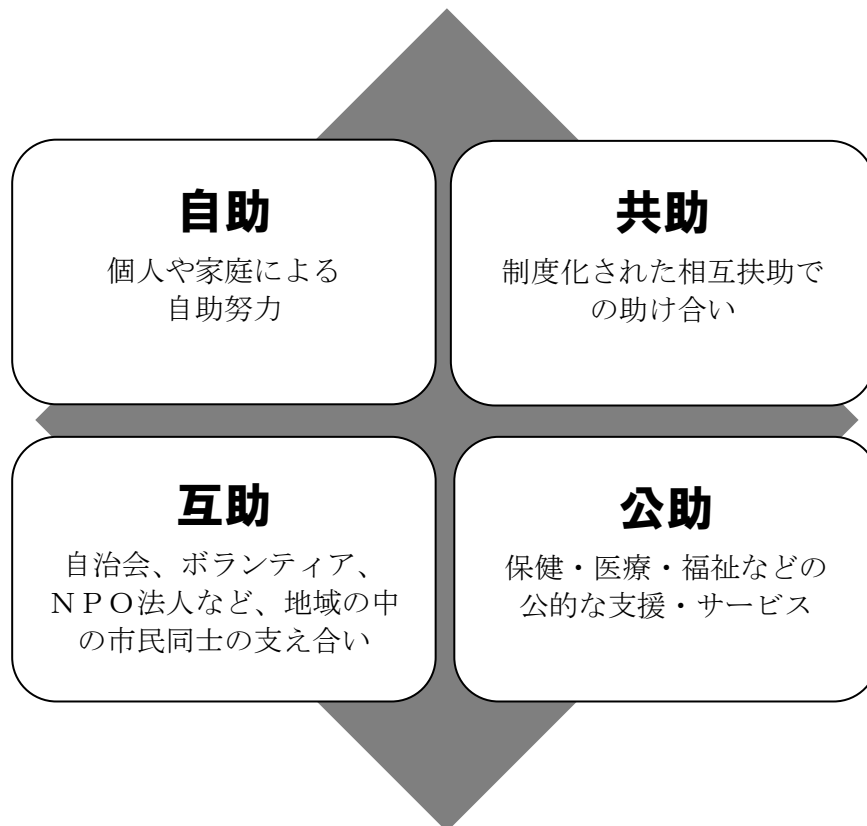 自助
個人や家庭による
自助努力
共助
制度化された相互扶助で
の助け合い
互助
自治会、ボランティア、
ＮＰＯ法人など、地域の中
の市民同士の支え合い
公助
保健・医療・福祉などの
公的な支援・サービス